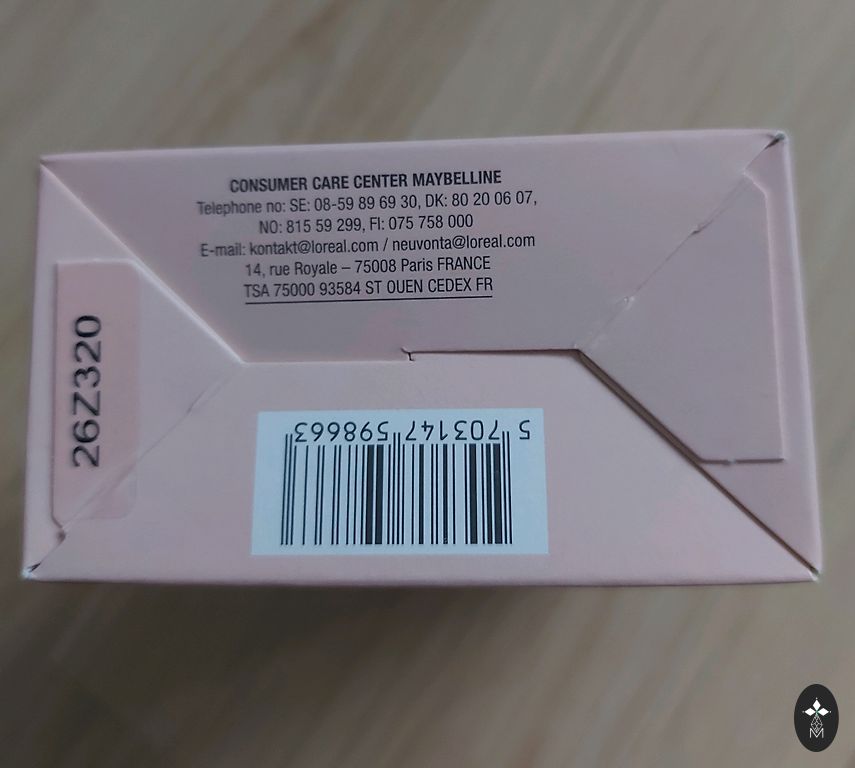 CONSUMER CARE CENTER MAYBELLINE
Telephone no: SE: 08-59 89 69 30, DK: 80 20 06 07,
NO: 815 59 299, FI: 075 758 000
E-mail: kontakt@loreal.com / neuvonta@loreal.com
14, rue Royale – 75008 Paris FRANCE
TSA 75000 93584 ST OUEN CEDEX FR
26Z320
5 703147 598663
M